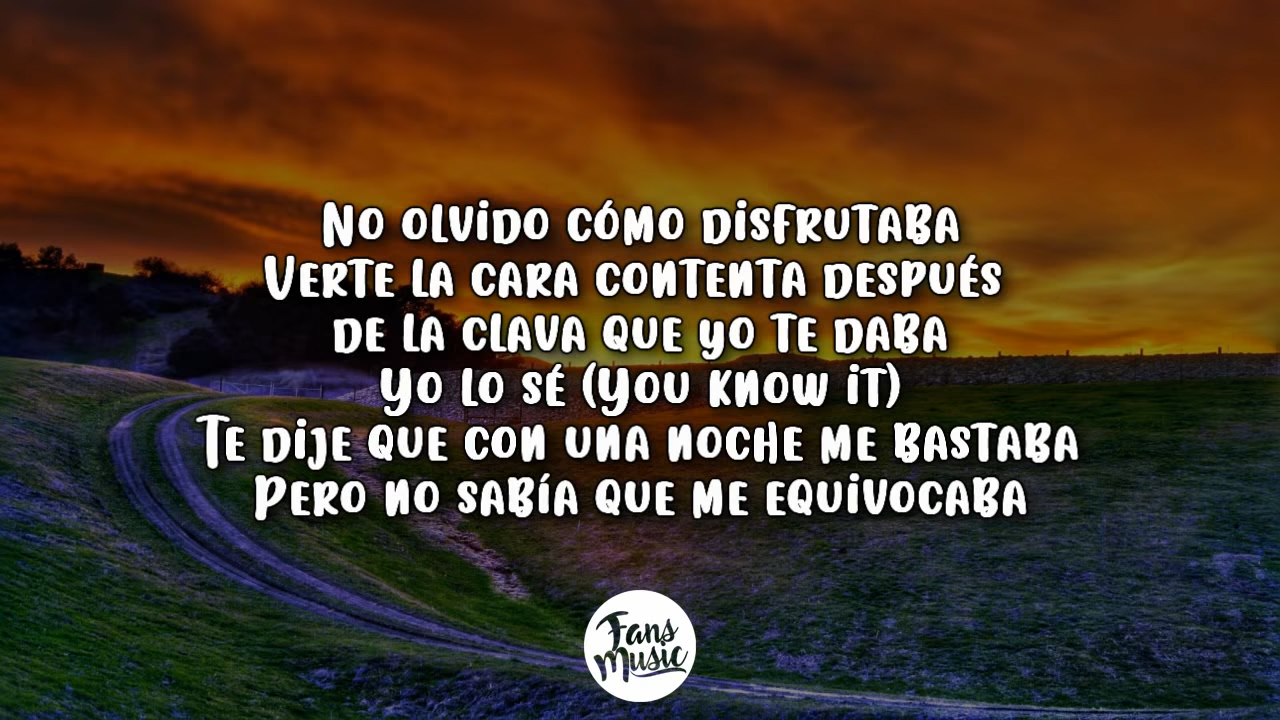 No olvido cómo disfrutaba
Verte la cara contenta después
de la clava que yo te daba
Yo lo sé (You know it)
Te dije que con una noche me bastaba
Pero no sabía que me equivocaba
Fans
Music